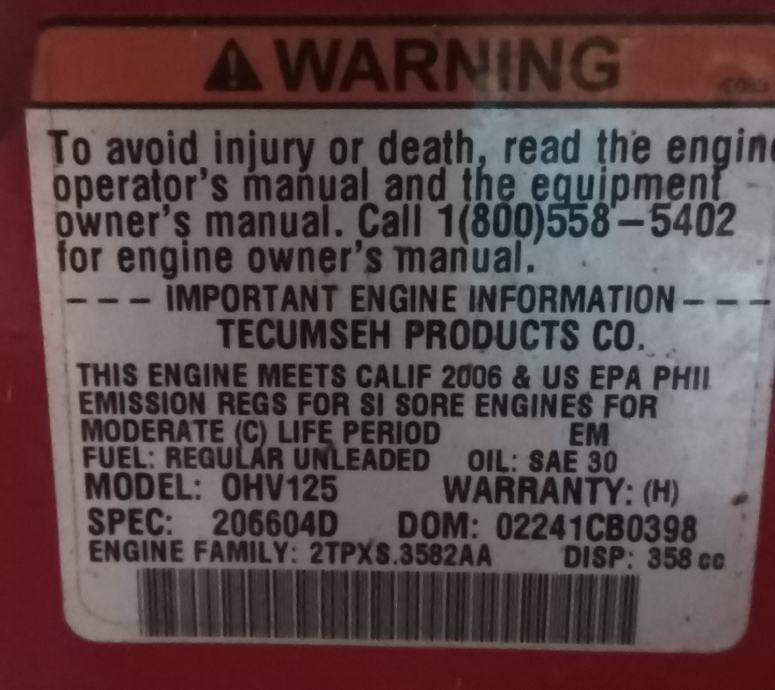 WARNING
To avoid injury or death, read the engine
operator's manual and the equipment
owner's manual. Call 1(800)558-5402
for engine owner's manual.
--- IMPORTANT ENGINE INFORMATION ---
TECUMSEH PRODUCTS CO.
THIS ENGINE MEETS CALIF 2006 & US EPA PHII
EMISSION REGS FOR SI SORE ENGINES FOR
MODERATE (C) LIFE PERIOD EM
FUEL: REGULAR UNLEADED OIL: SAE 30
MODEL: OHV125 WARRANTY: (H)
SPEC: 206604D DOM: 02241CB0398
ENGINE FAMILY: 2TPXS.3582AA DISP: 358 cc